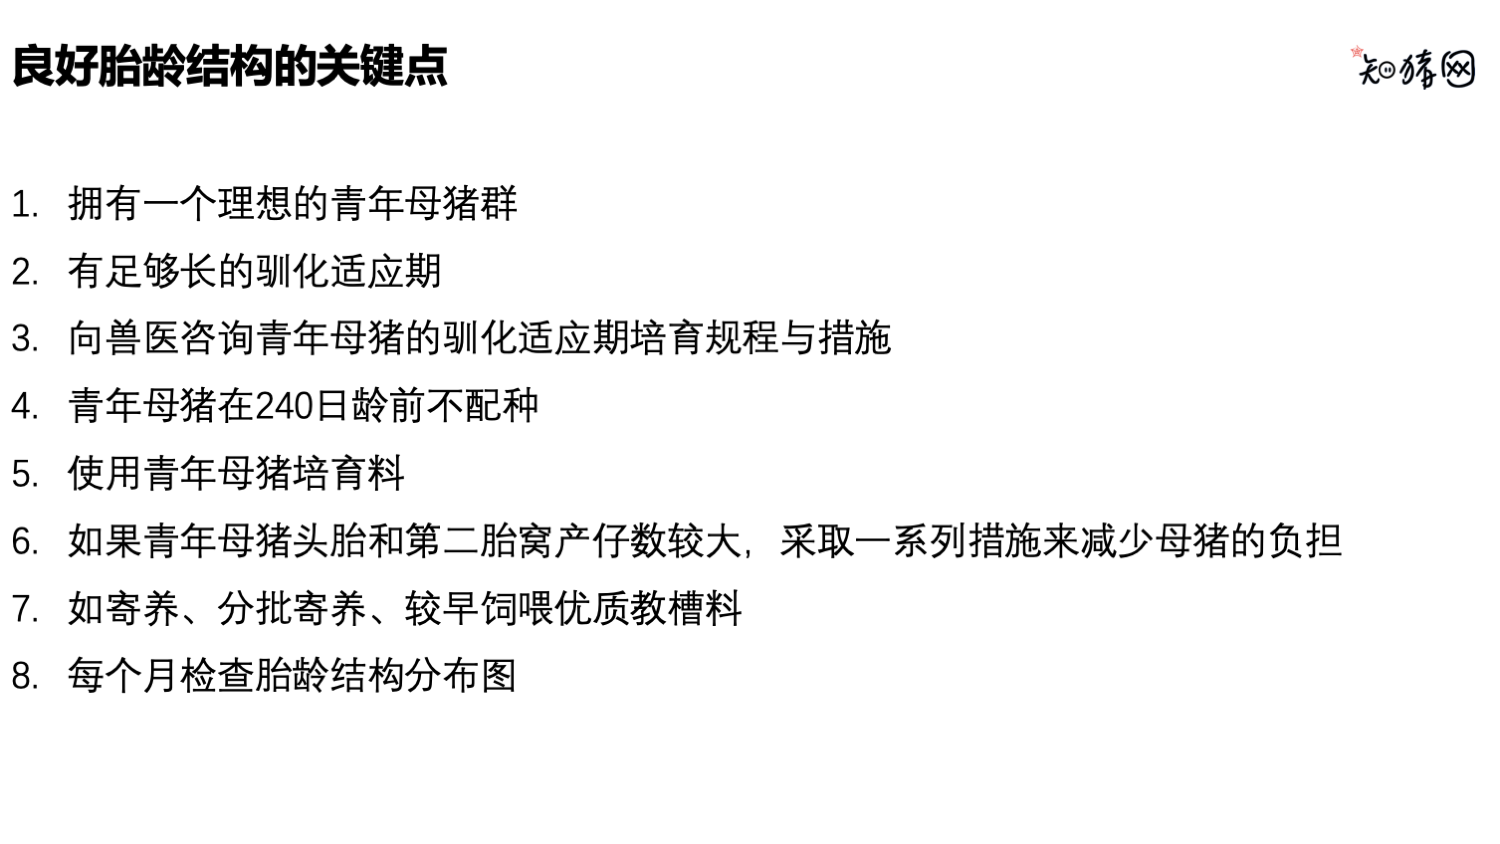 良好胎龄结构的关键点
知猪网
1. 拥有一个理想的青年母猪群
2. 有足够长的驯化适应期
3. 向兽医咨询青年母猪的驯化适应期培育规程与措施
4. 青年母猪在240日龄前不配种
5. 使用青年母猪培育料
6. 如果青年母猪头胎和第二胎窝产仔数较大，采取一系列措施来减少母猪的负担
7. 如寄养、分批寄养、较早饲喂优质教槽料
8. 每个月检查胎龄结构分布图